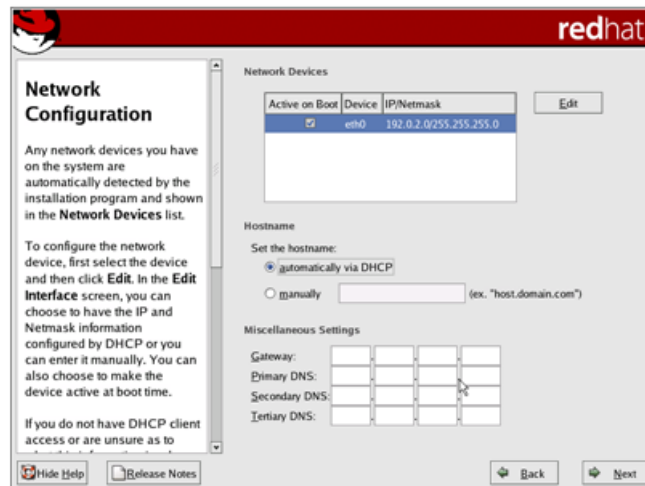 redhat
Network
Configuration
Any network devices you have
on the system are
automatically detected by the
installation program and shown
in the Network Devices list.
To configure the network
device, first select the device
and then click Edit. In the Edit
Interface screen, you can
choose to have the IP and
Netmask information
configured by DHCP or you
can enter it manually. You can
also choose to make the
device active at boot time.
If you do not have DHCP client
access or are unsure as to
Network Devices
Active on Boot Device IP/Netmask
eth0 192.0.2.0/255.255.255.0
Edit
Hostname
Set the hostname:
automatically via DHCP
manually (ex. "host.domain.com")
Miscellaneous Settings
Gateway:
Primary DNS:
Secondary DNS:
Tertiary DNS:
Hide Help Release Notes Back Next